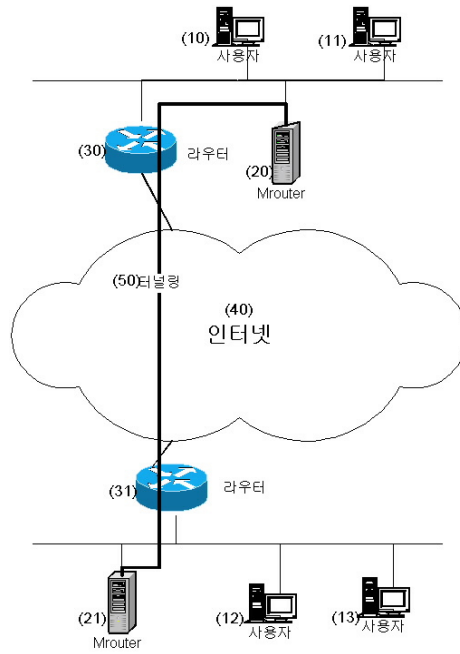 (10)
사용자
(11)
사용자
(30)
라우터
(20)
Mrouter
(50)터널링
(40)
인터넷
(31)
라우터
(21)
Mrouter
(12)
사용자
(13)
사용자